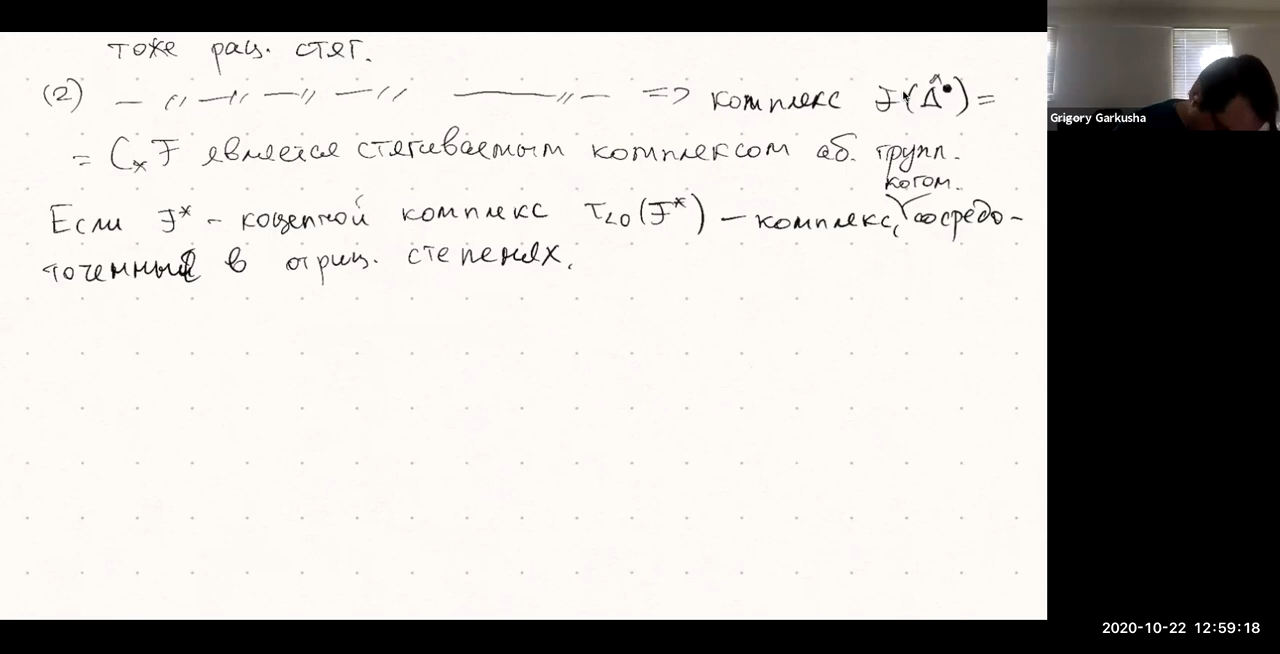 тоже рац. стяг.
(2) — // — // — // — // ——— // — => комплекс F(Δ̂•) =
= C_* F является стягиваемым комплексом аб. групп.
когом.
Если F* - коцепной комплекс τ<0(F*) — комплекс, сосредо-
точенный в отриц. степенях.
Grigory Garkusha
2020-10-22 12:59:18